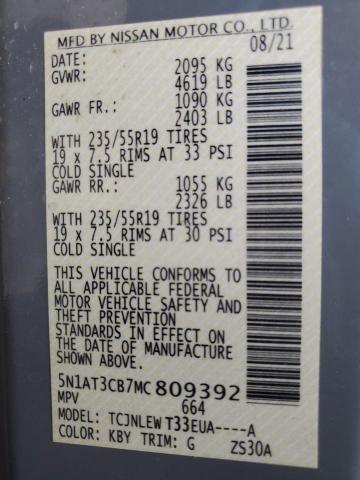 MFD BY NISSAN MOTOR CO., LTD.
DATE: 08/21
GVWR: 2095 KG
4619 LB
GAWR FR.: 1090 KG
2403 LB
WITH 235/55R19 TIRES
19 x 7.5 RIMS AT 33 PSI
COLD SINGLE
GAWR RR.: 1055 KG
2326 LB
WITH 235/55R19 TIRES
19 x 7.5 RIMS AT 30 PSI
COLD SINGLE
THIS VEHICLE CONFORMS TO
ALL APPLICABLE FEDERAL
MOTOR VEHICLE SAFETY AND
THEFT PREVENTION
STANDARDS IN EFFECT ON
THE DATE OF MANUFACTURE
SHOWN ABOVE.
5N1AT3CB7MC 809392
MPV 664
MODEL: TCJNLEW T33EUA----A
COLOR: KBY TRIM: G ZS30A